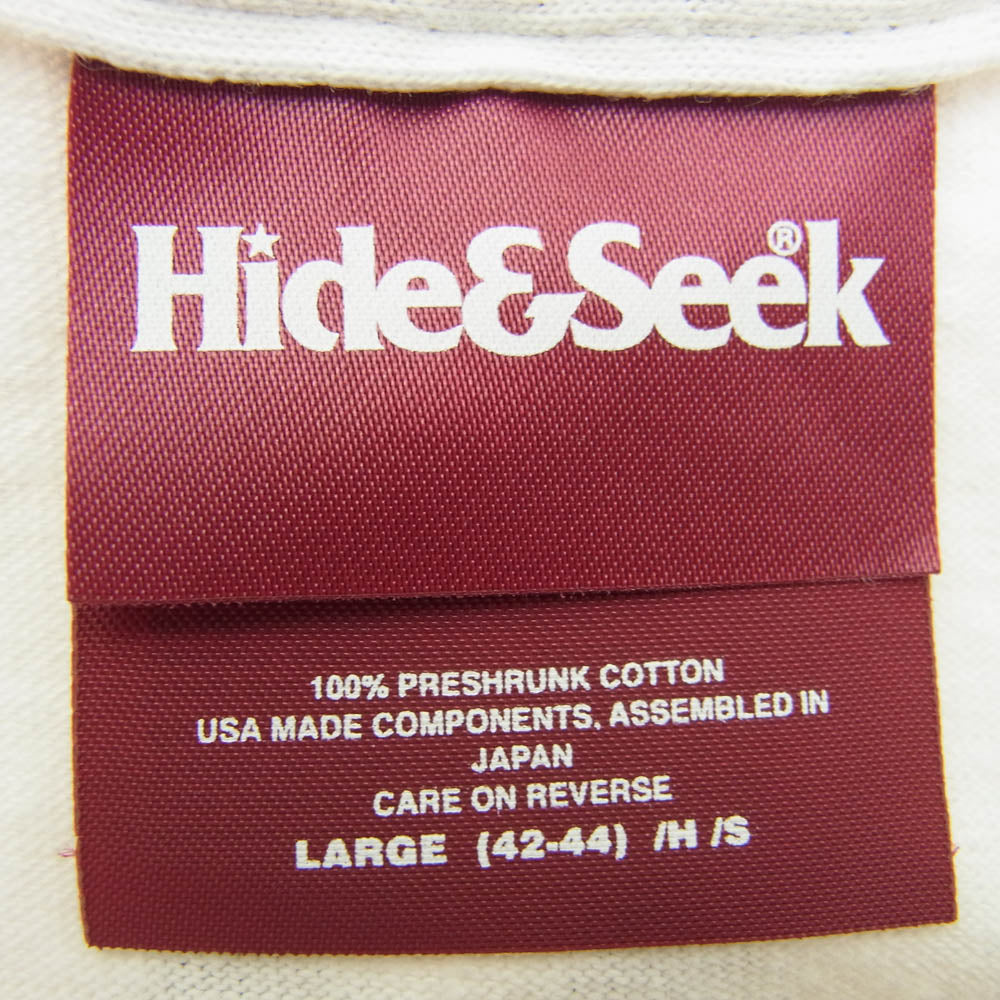 Hide&Seek®
100% PRESHRUNK COTTON
USA MADE COMPONENTS, ASSEMBLED IN
JAPAN
CARE ON REVERSE
LARGE (42-44) /H /S